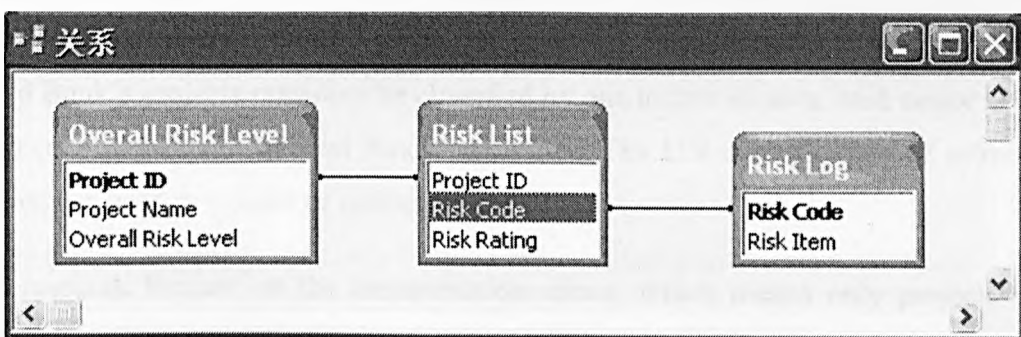 关系
Overall Risk Level
Project ID
Project Name
Overall Risk Level
Risk List
Project ID
Risk Code
Risk Rating
Risk Log
Risk Code
Risk Item